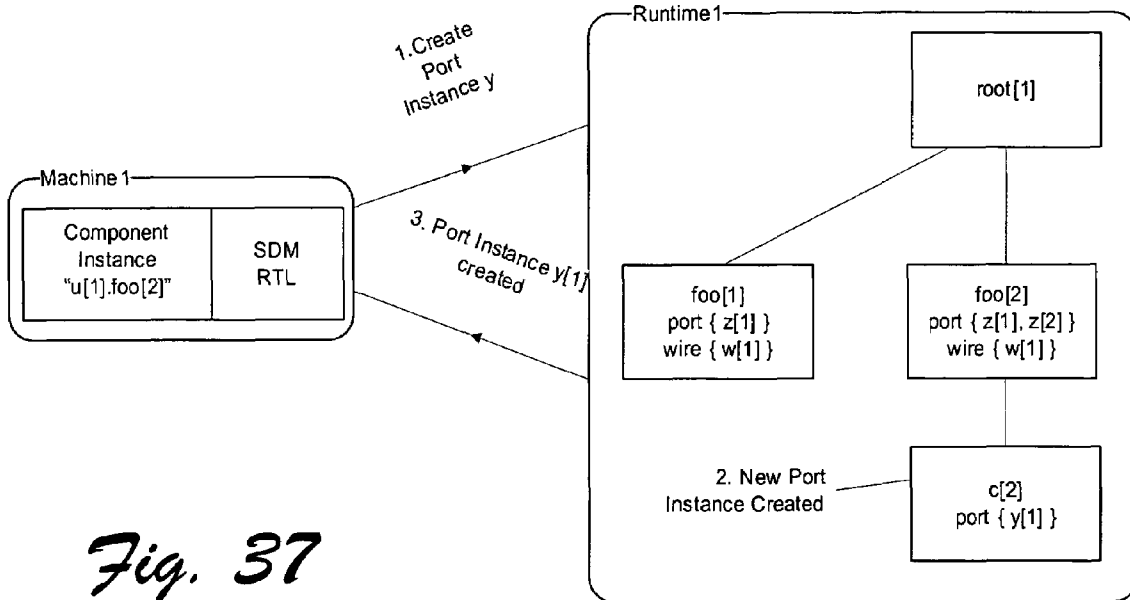 Runtime1
1.Create
Port
Instance y
root[1]
Machine1
Component
Instance
"u[1].foo[2]"
SDM
RTL
3. Port Instance y[1]
created
foo[1]
port { z[1] }
wire { w[1] }
foo[2]
port { z[1], z[2] }
wire { w[1] }
2. New Port
Instance Created
c[2]
port { y[1] }
Fig. 37